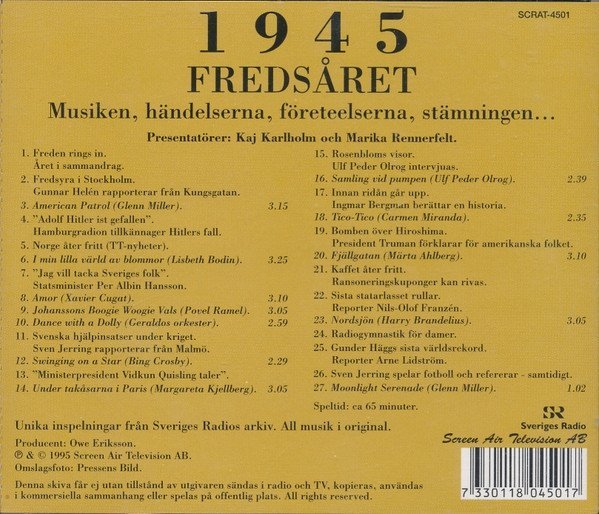 SCRAT-4501
1945
FREDSÅRET
Musiken, händelserna, företeelserna, stämningen...
Presentatörer: Kaj Karlholm och Marika Rennerfelt.
1. Freden rings in.
Året i sammandrag.
2. Fredsyra i Stockholm.
Gunnar Helén rapporterar från Kungsgatan.
3. American Patrol (Glenn Miller). 3.15
4. "Adolf Hitler ist gefallen".
Hamburgradion tillkännager Hitlers fall.
5. Norge åter fritt (TT-nyheter).
6. I min lilla värld av blommor (Lisbeth Bodin). 3.25
7. "Jag vill tacka Sveriges folk".
Statsminister Per Albin Hansson.
8. Amor (Xavier Cugat). 3.10
9. Johanssons Boogie Woogie Vals (Povel Ramel). 3.05
10. Dance with a Dolly (Geraldos orkester). 2.59
11. Svenska hjälpinsatser under kriget.
Sven Jerring rapporterar från Malmö.
12. Swinging on a Star (Bing Crosby). 2.29
13. "Ministerpresident Vidkun Quisling taler".
14. Under takåsarna i Paris (Margareta Kjellberg). 3.05
15. Rosenbloms visor.
Ulf Peder Olrog intervjuas.
16. Samling vid pumpen (Ulf Peder Olrog). 2.39
17. Innan ridån går upp.
Ingmar Bergman berättar en historia.
18. Tico-Tico (Carmen Miranda). 2.35
19. Bomben över Hiroshima.
President Truman förklarar för amerikanska folket.
20. Fjällgatan (Märta Ahlberg). 3.10
21. Kaffet åter fritt.
Ransoneringskuponger kan rivas.
22. Sista statarlasset rullar.
Reporter Nils-Olof Franzén.
23. Nordsjön (Harry Brandelius). 3.05
24. Radiogymnastik för damer.
25. Gunder Häggs sista världsrekord.
Reporter Arne Lidström.
26. Sven Jerring spelar fotboll och refererar - samtidigt.
27. Moonlight Serenade (Glenn Miller). 1.02
Speltid: ca 65 minuter.
Unika inspelningar från Sveriges Radios arkiv. All musik i original.
Producent: Owe Eriksson.
℗ & © 1995 Screen Air Television AB.
Omslagsfoto: Pressens Bild.
Denna skiva får ej utan tillstånd av utgivaren sändas i radio och TV, kopieras, användas
i kommersiella sammanhang eller spelas på offentlig plats. All rights reserved.
SR
Sveriges Radio
Screen Air Television AB
7 330118 045017